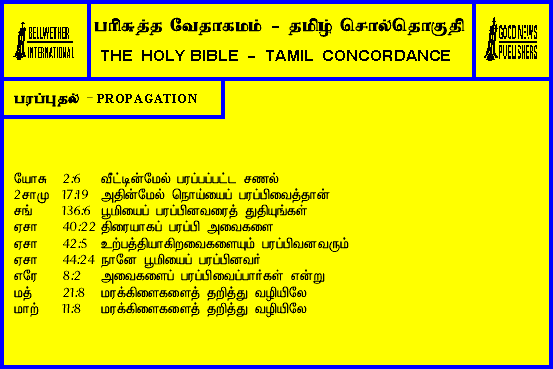 BELLWETHER
INTERNATIONAL
பரிசுத்த வேதாகமம் – தமிழ் சொல்தொகுதி
THE HOLY BIBLE – TAMIL CONCORDANCE
GOOD NEWS
PUBLISHERS
பரப்புதல் – PROPAGATION
யோசு 2:6 வீட்டின்மேல் பரப்பப்பட்ட சணல்
2சாமு 17:19 அதின்மேல் நொய்யைப் பரப்பிவைத்தான்
சங் 136:6 பூமியைப் பரப்பினவரைத் துதியுங்கள்
ஏசா 40:22 திரையாகப் பரப்பி அவைகளை
ஏசா 42:5 உற்பத்தியாகிறவைகளையும் பரப்பினவரும்
ஏசா 44:24 நானே பூமியைப் பரப்பினவர்
எரே 8:2 அவைகளைப் பரப்பிவைப்பார்கள் என்று
மத் 21:8 மரக்கிளைகளைத் தறித்து வழியிலே
மாற் 11:8 மரக்கிளைகளைத் தறித்து வழியிலே